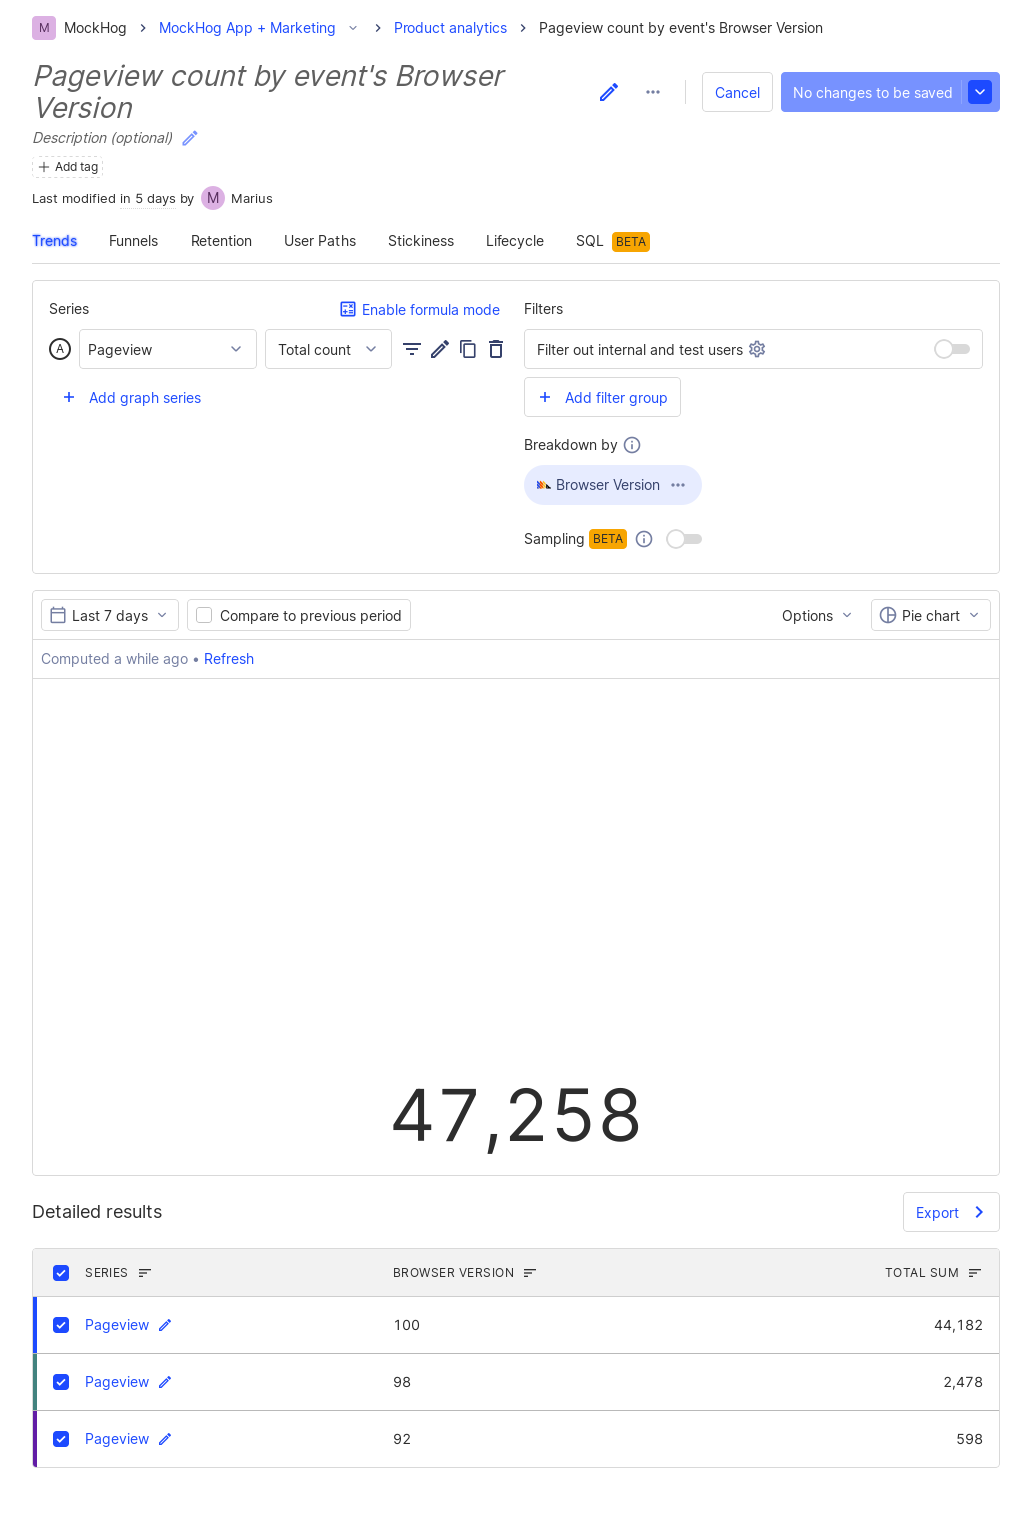 M MockHog MockHog App + Marketing Product analytics Pageview count by event's Browser Version
Pageview count by event's Browser
Version
Cancel No changes to be saved
Description (optional)
Add tag
Last modified in 5 days by M Marius
Trends Funnels Retention User Paths Stickiness Lifecycle SQL BETA
Series Enable formula mode
A Pageview Total count
Add graph series
Filters
Filter out internal and test users
Add filter group
Breakdown by
Browser Version
Sampling BETA
Last 7 days Compare to previous period Options Pie chart
Computed a while ago • Refresh
47,258
Detailed results Export
SERIES BROWSER VERSION TOTAL SUM
Pageview 100 44,182
Pageview 98 2,478
Pageview 92 598